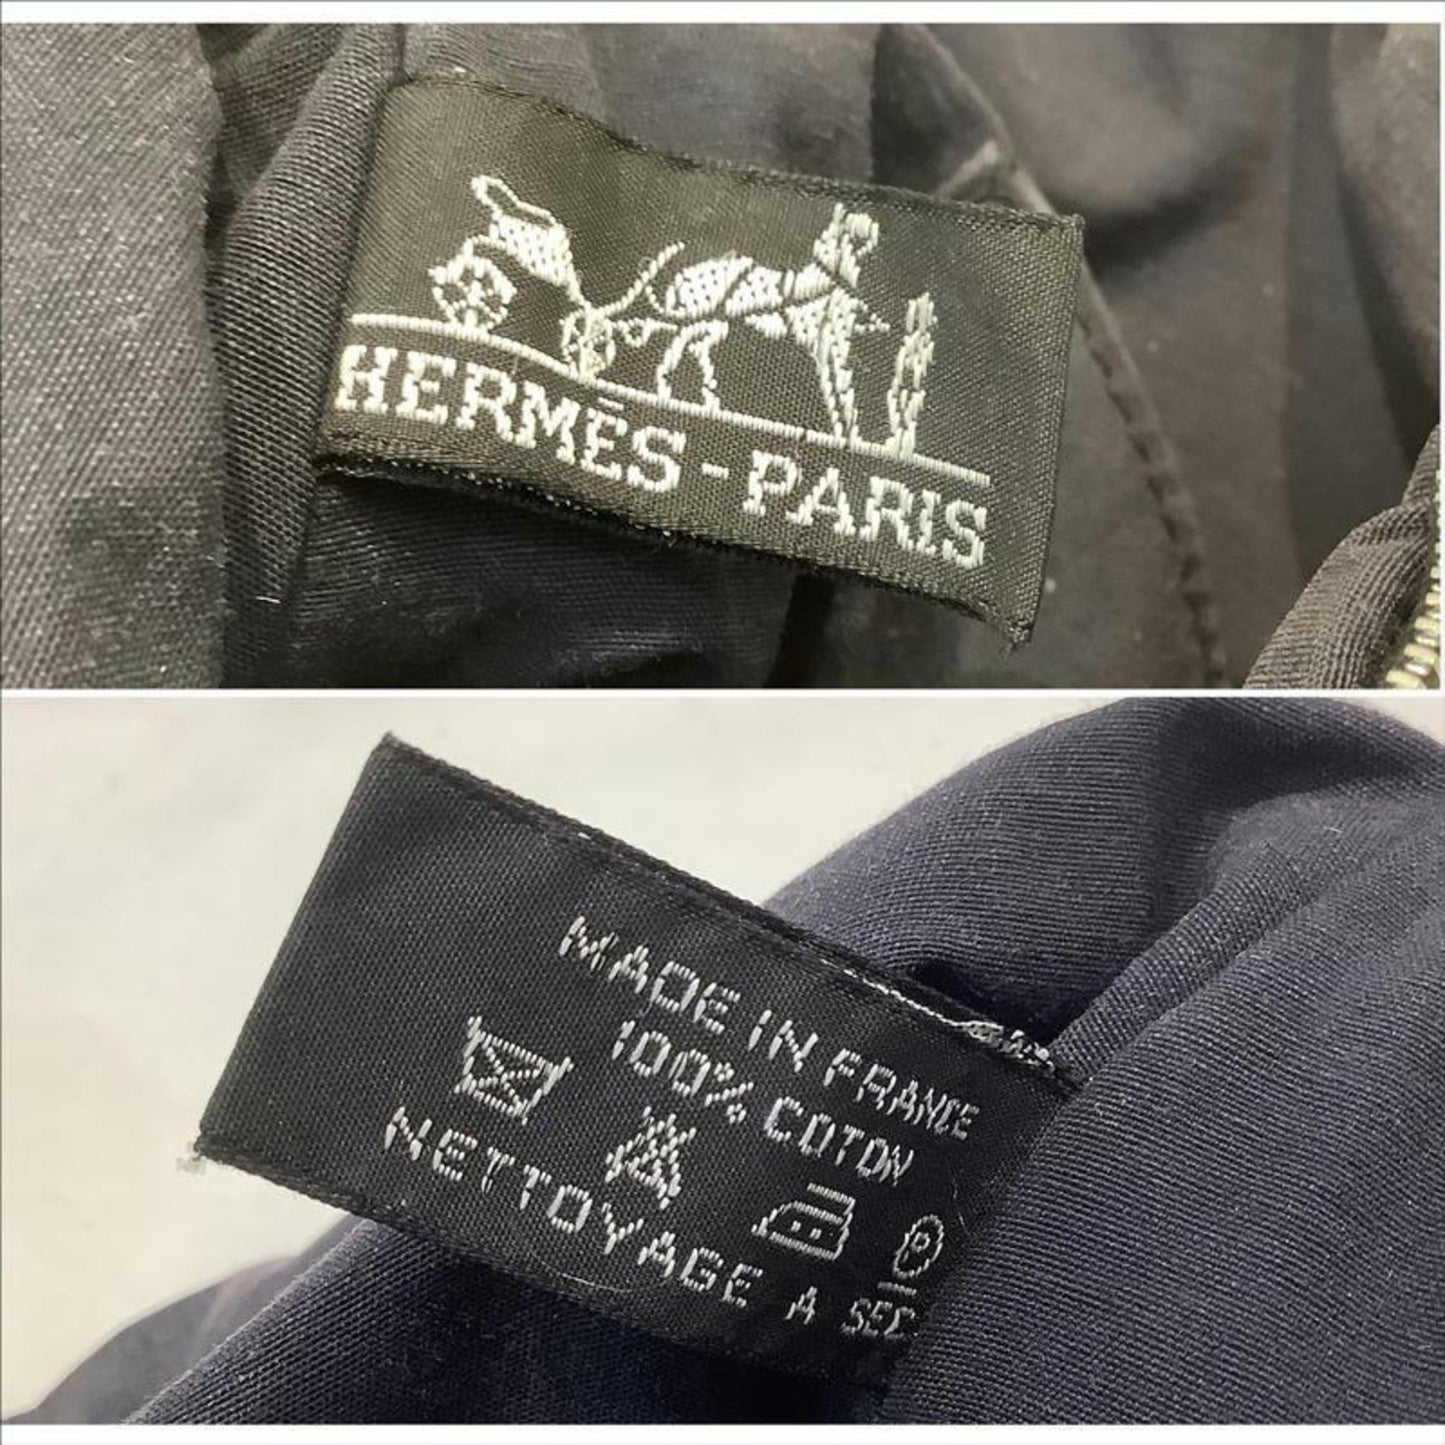 HERMÈS-PARIS
MADE IN FRANCE
100% COTON
P
NETTOYAGE A SEC